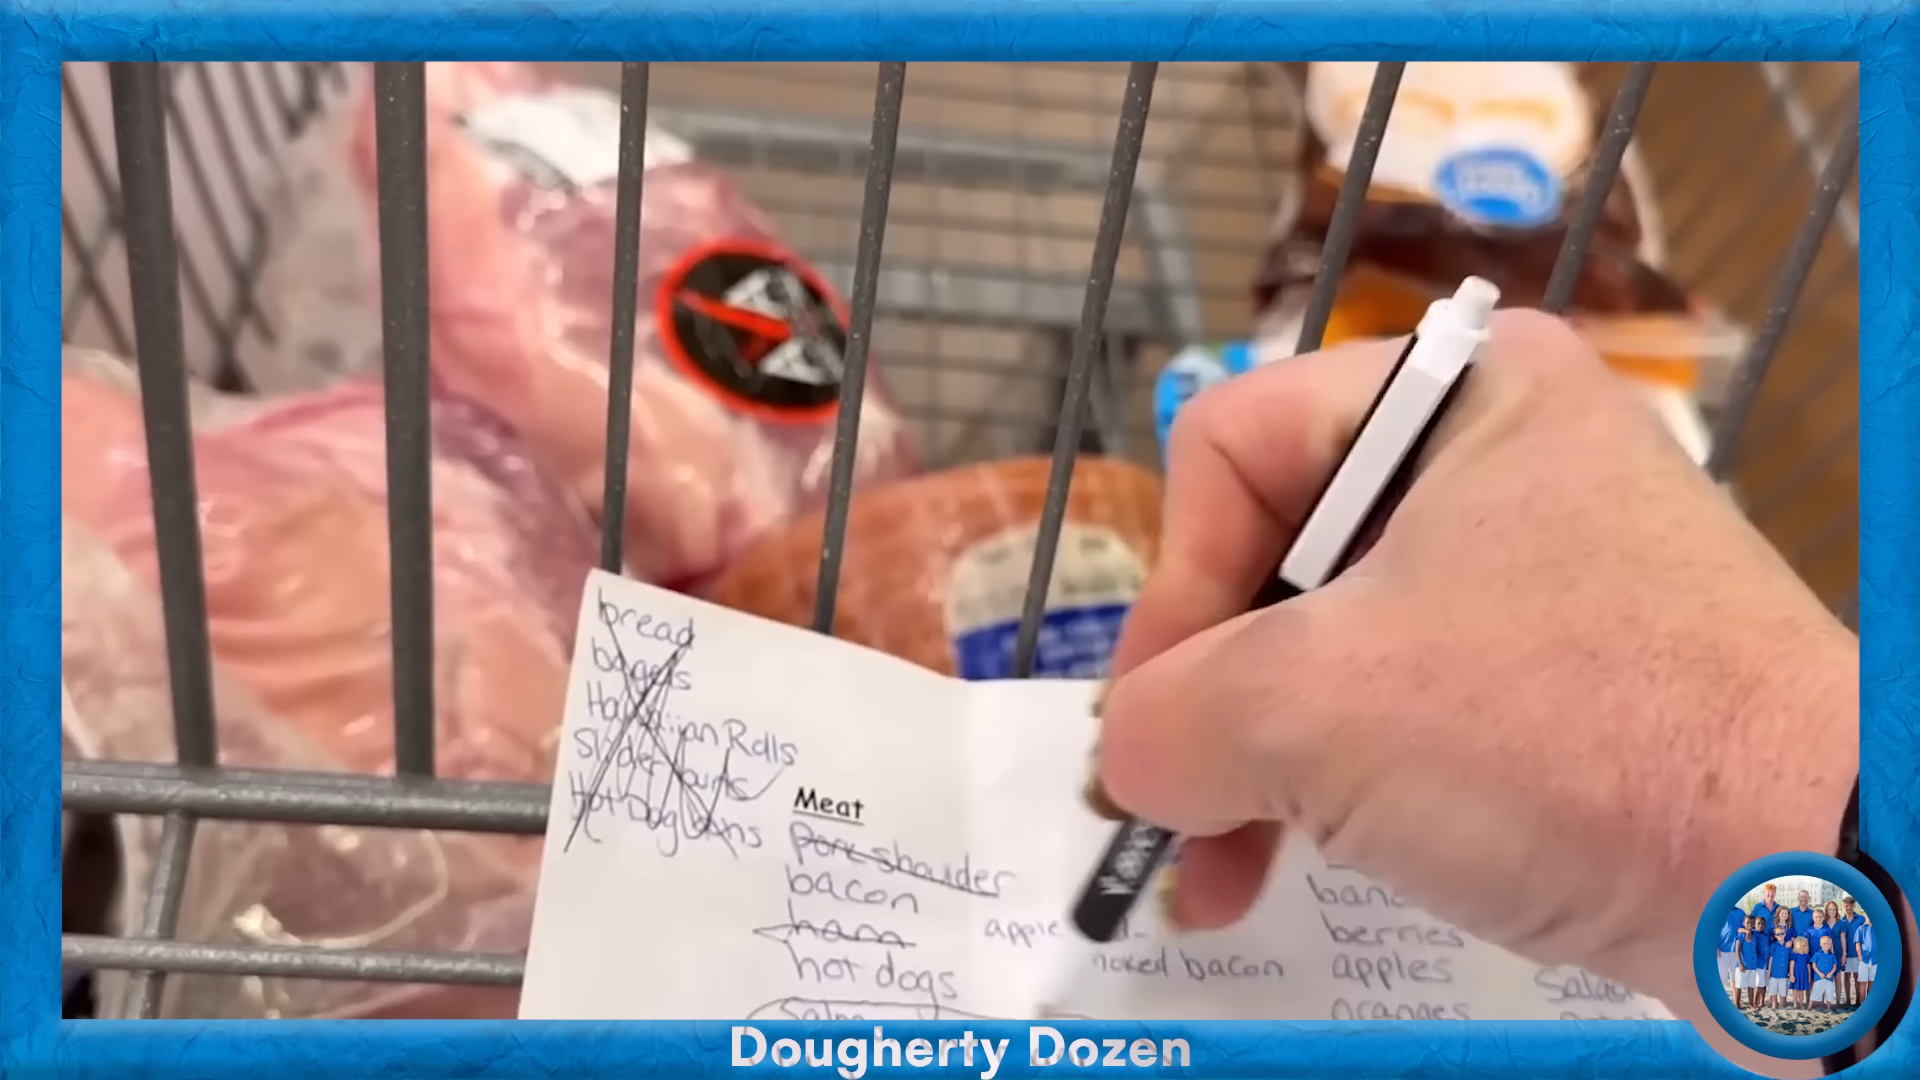 bread
bagels
Hawaiian Rolls
Slider buns
Hot Dog buns
Meat
Pork shoulder
bacon
ham
apple
hot dogs
bacon
berries
apples
oranges
Dougherty Dozen